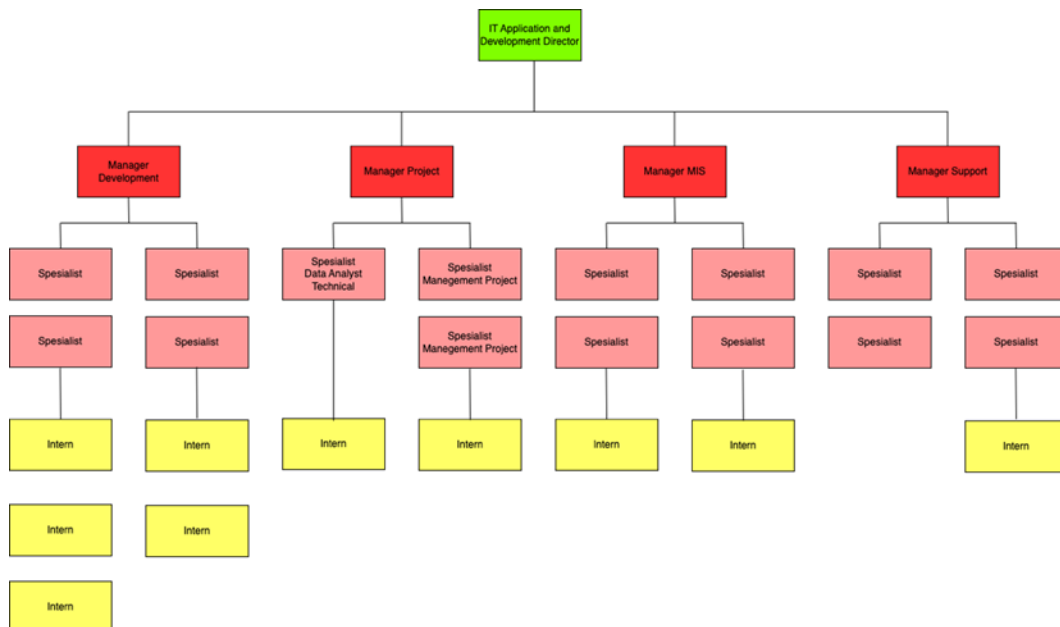 IT Application and
Development Director
Manager
Development
Manager Project
Manager MIS
Manager Support
Spesialist
Spesialist
Spesialist
Data Analyst
Technical
Spesialist
Menegement Project
Spesialist
Spesialist
Spesialist
Spesialist
Spesialist
Spesialist
Spesialist
Management Project
Spesialist
Spesialist
Spesialist
Spesialist
Intern
Intern
Intern
Intern
Intern
Intern
Intern
Intern
Intern
Intern